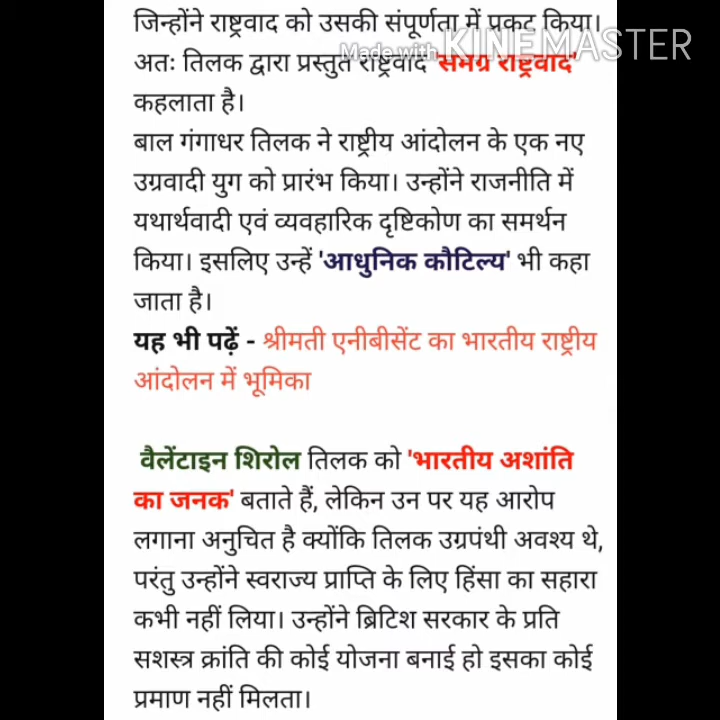 जिन्होंने राष्ट्रवाद को उसकी संपूर्णता में प्रकट किया।
Made with KINEMASTER
अतः तिलक द्वारा प्रस्तुत राष्ट्रवाद 'समग्र राष्ट्रवाद'
कहलाता है।
बाल गंगाधर तिलक ने राष्ट्रीय आंदोलन के एक नए
उग्रवादी युग को प्रारंभ किया। उन्होंने राजनीति में
यथार्थवादी एवं व्यवहारिक दृष्टिकोण का समर्थन
किया। इसलिए उन्हें 'आधुनिक कौटिल्य' भी कहा
जाता है।
यह भी पढ़ें - श्रीमती एनीबीसेंट का भारतीय राष्ट्रीय
आंदोलन में भूमिका
वैलेंटाइन शिरोल तिलक को 'भारतीय अशांति
का जनक' बताते हैं, लेकिन उन पर यह आरोप
लगाना अनुचित है क्योंकि तिलक उग्रपंथी अवश्य थे,
परंतु उन्होंने स्वराज्य प्राप्ति के लिए हिंसा का सहारा
कभी नहीं लिया। उन्होंने ब्रिटिश सरकार के प्रति
सशस्त्र क्रांति की कोई योजना बनाई हो इसका कोई
प्रमाण नहीं मिलता।